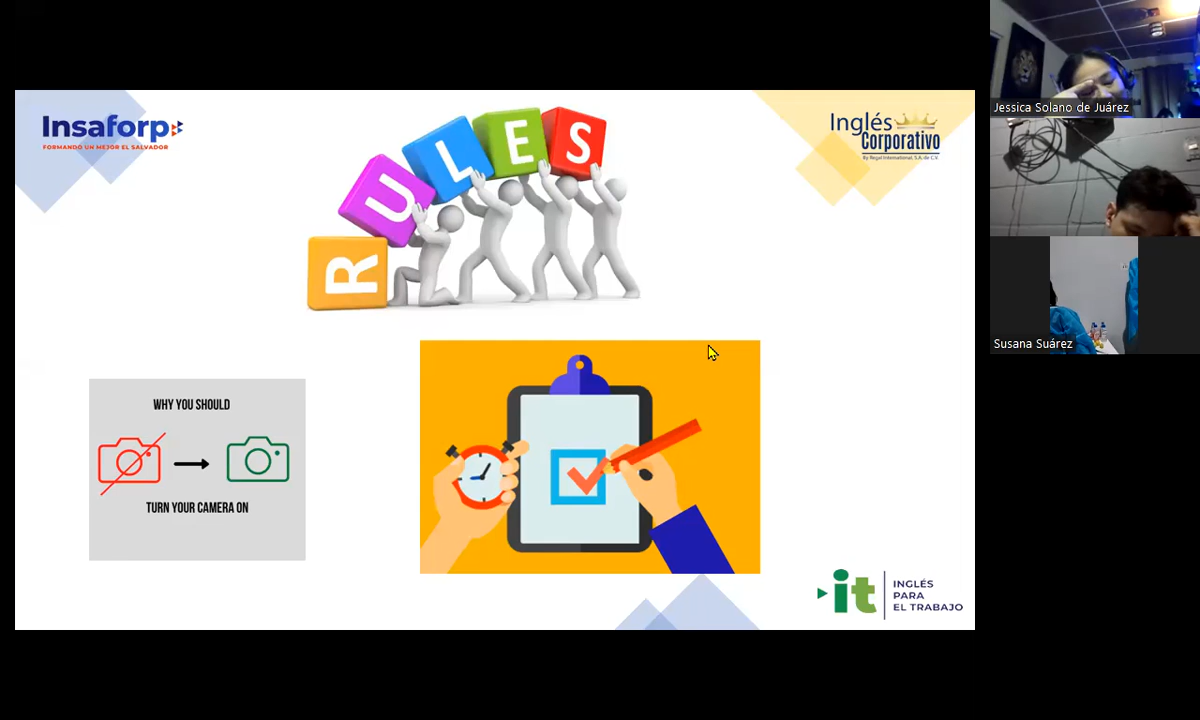 Insaforp
FORMANDO UN MEJOR EL SALVADOR
RULES
Inglés
Corporativo
By Regal International, S.A. de C.V.
WHY YOU SHOULD
TURN YOUR CAMERA ON
it
INGLÉS
PARA
EL TRABAJO
Jessica Solano de Juárez
Susana Suárez